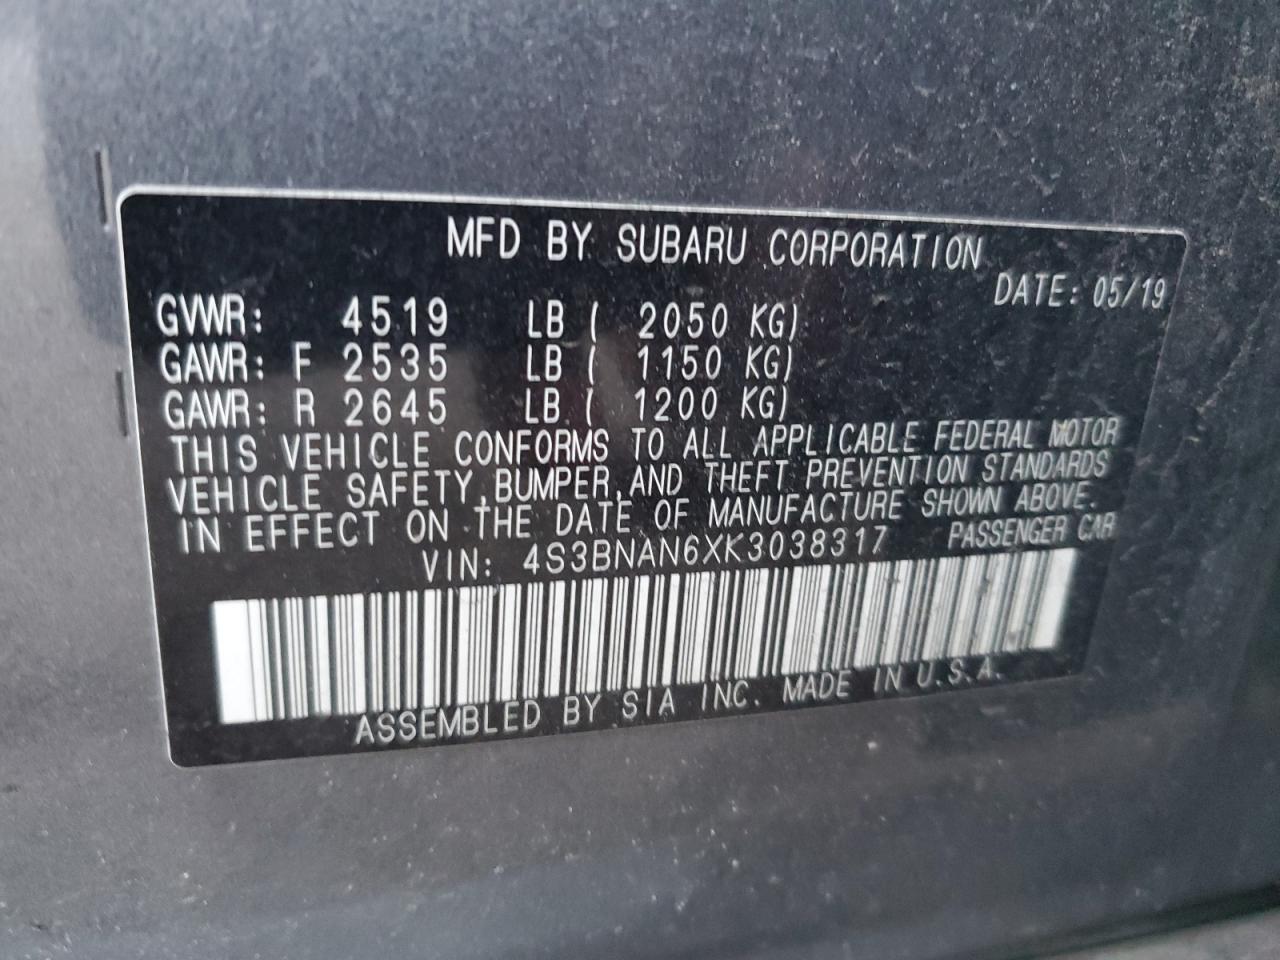 MFD BY SUBARU CORPORATION
DATE: 05/19
GVWR: 4519 LB ( 2050 KG)
GAWR: F 2535 LB ( 1150 KG)
GAWR: R 2645 LB ( 1200 KG)
THIS VEHICLE CONFORMS TO ALL APPLICABLE FEDERAL MOTOR
VEHICLE SAFETY, BUMPER, AND THEFT PREVENTION STANDARDS
IN EFFECT ON THE DATE OF MANUFACTURE SHOWN ABOVE.
VIN: 4S3BNAN6XK3038317 PASSENGER CAR
ASSEMBLED BY SIA INC. MADE IN U.S.A.